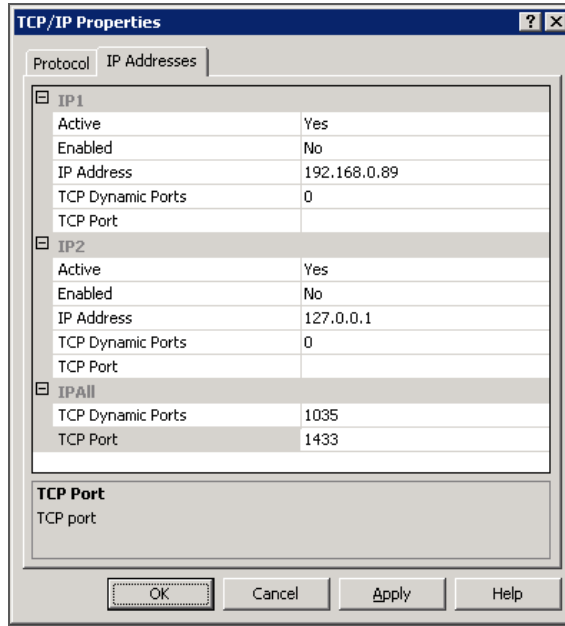 TCP/IP Properties
Protocol IP Addresses
IP1
Active Yes
Enabled No
IP Address 192.168.0.89
TCP Dynamic Ports 0
TCP Port
IP2
Active Yes
Enabled No
IP Address 127.0.0.1
TCP Dynamic Ports 0
TCP Port
IPAll
TCP Dynamic Ports 1035
TCP Port 1433
TCP Port
TCP port
OK Cancel Apply Help